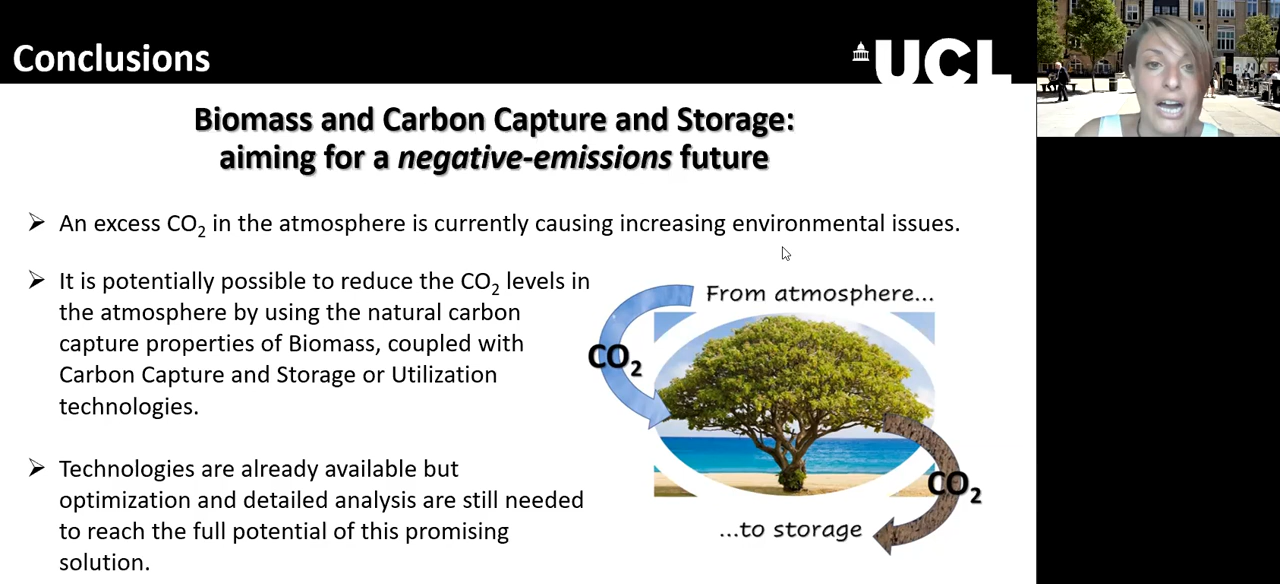 Conclusions
UCL
Biomass and Carbon Capture and Storage:
aiming for a negative-emissions future
➢ An excess CO₂ in the atmosphere is currently causing increasing environmental issues.
➢ It is potentially possible to reduce the CO₂ levels in
the atmosphere by using the natural carbon
capture properties of Biomass, coupled with
Carbon Capture and Storage or Utilization
technologies.
➢ Technologies are already available but
optimization and detailed analysis are still needed
to reach the full potential of this promising
solution.
From atmosphere...
CO₂
CO₂
...to storage